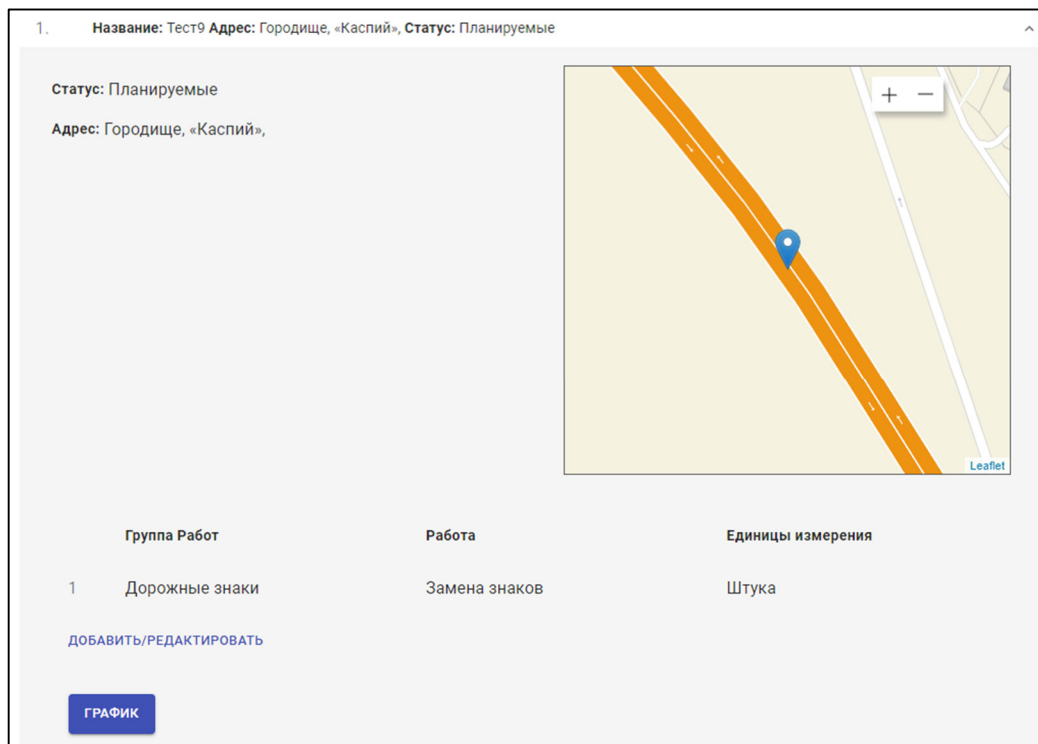 1. Название: Тест9 Адрес: Городище, «Каспий», Статус: Планируемые
Статус: Планируемые
Адрес: Городище, «Каспий»,
+ −
Leaflet
Группа Работ Работа Единицы измерения
1 Дорожные знаки Замена знаков Штука
ДОБАВИТЬ/РЕДАКТИРОВАТЬ
ГРАФИК